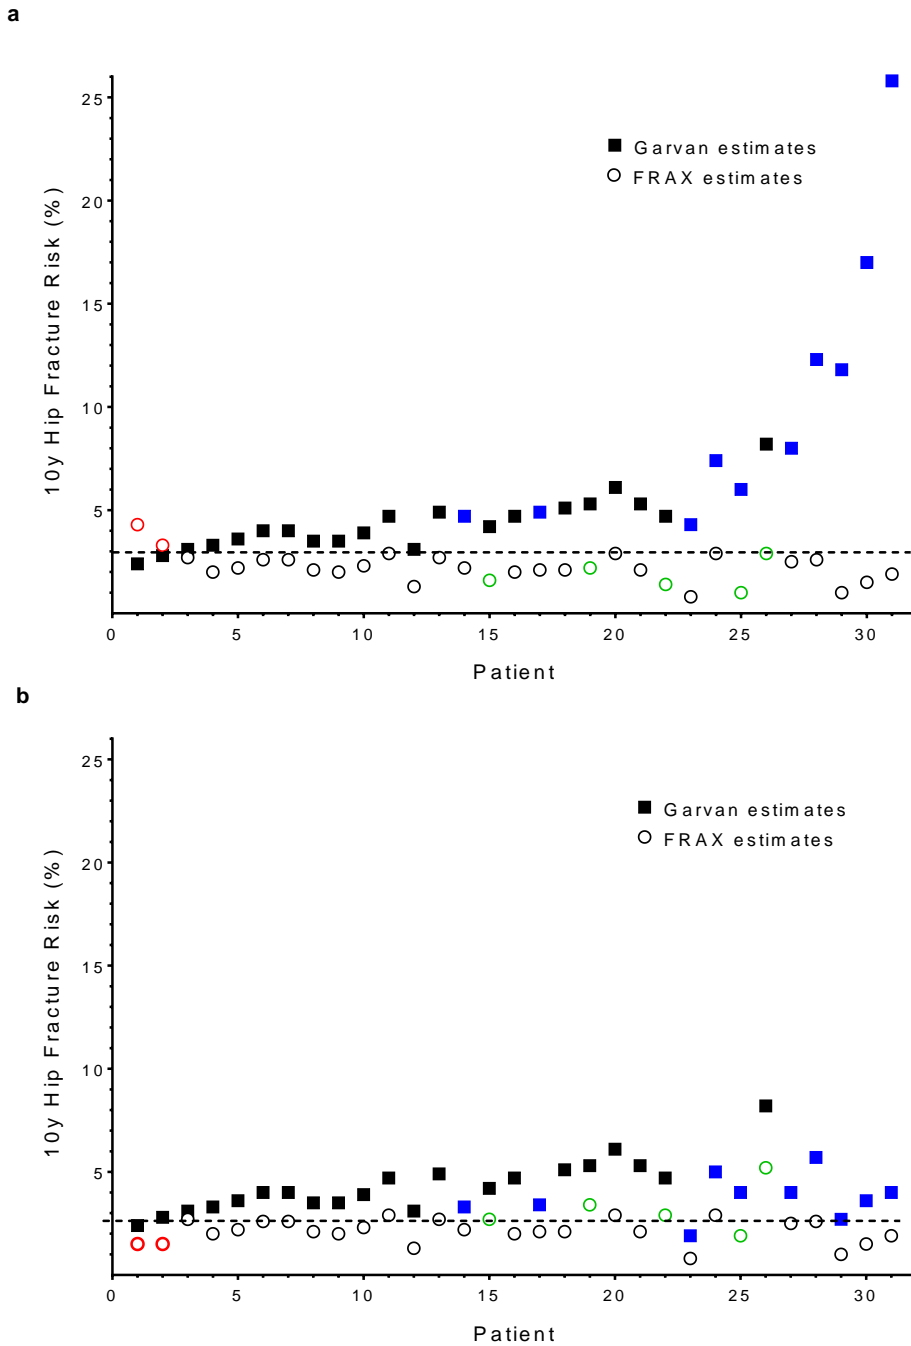 a
25
20
15
10
5
10y Hip Fracture Risk (%)
Garvan estimates
FRAX estimates
0 5 10 15 20 25 30
Patient
b
25
20
15
10
5
10y Hip Fracture Risk (%)
Garvan estimates
FRAX estimates
0 5 10 15 20 25 30
Patient